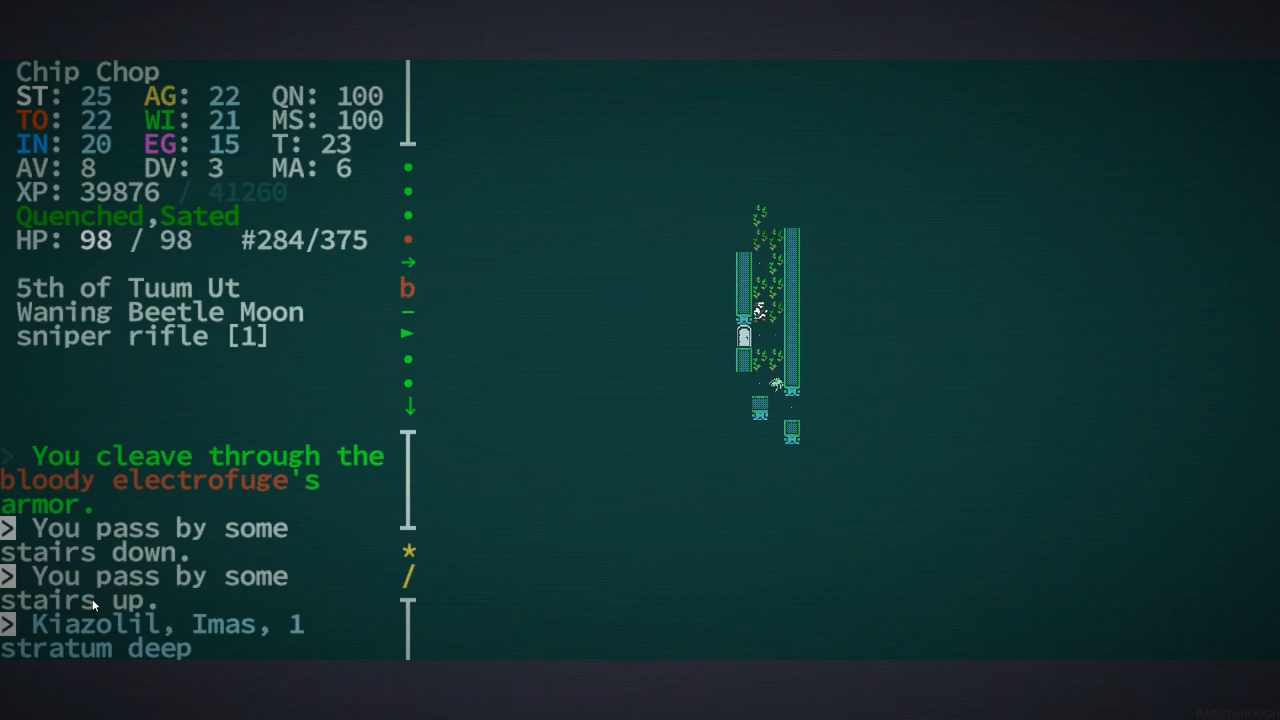 Chip Chop
ST: 25 AG: 22 QN: 100
TO: 22 WI: 21 MS: 100
IN: 20 EG: 15 T: 23
AV: 8 DV: 3 MA: 6
XP: 39876 / 41260
Quenched,Sated
HP: 98 / 98 #284/375
b
5th of Tuum Ut
Waning Beetle Moon
sniper rifle [1]
> You cleave through the
bloody electrofuge's
armor.
> You pass by some
stairs down.
> You pass by some
stairs up.
> Kiazolil, Imas, 1
stratum deep
*
/